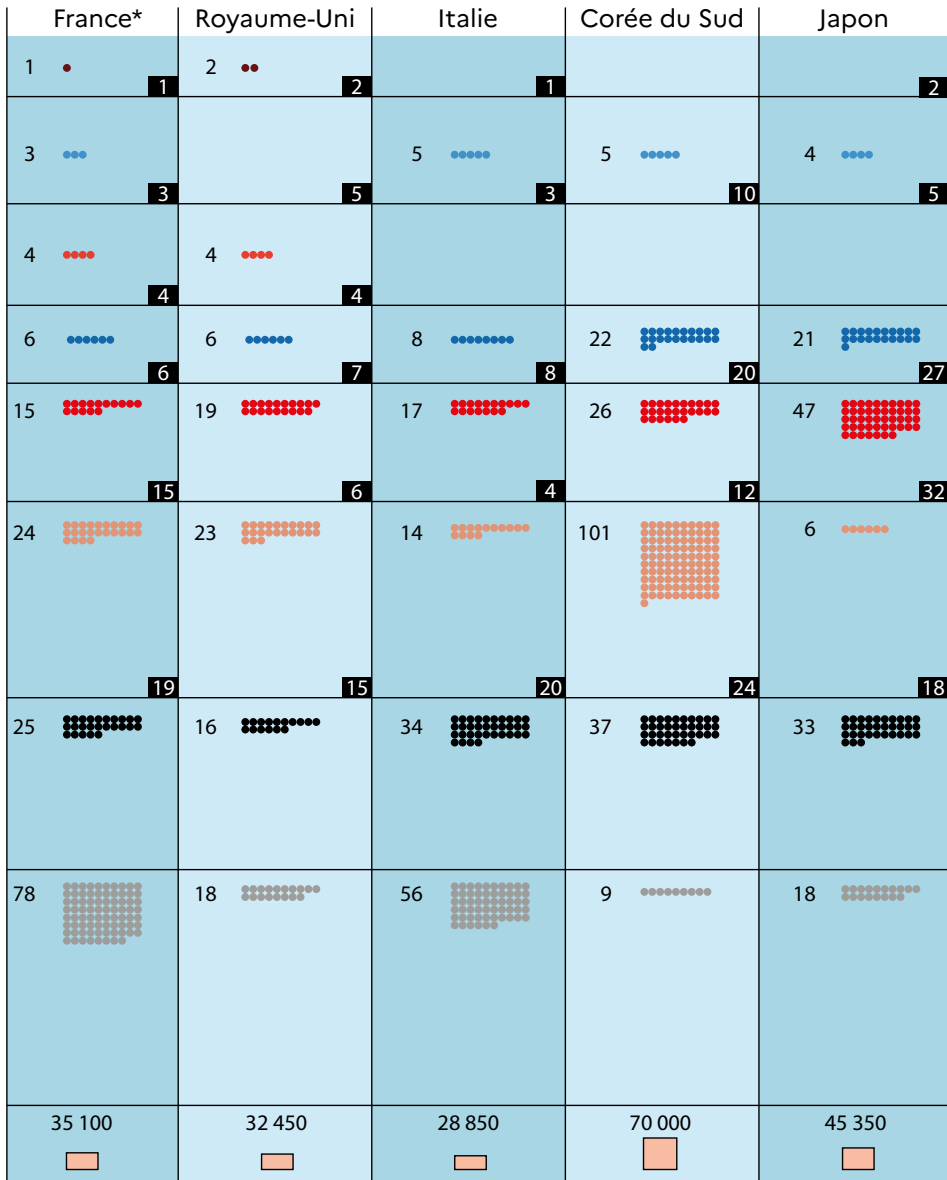 France* Royaume-Uni Italie Corée du Sud Japon
1 2
1 2 1 2
3 5 5 4
3 5 3 10 5
4 4
4 4
6 6 8 22 21
6 7 8 20 27
15 19 17 26 47
15 6 4 12 32
24 23 14 101 6
19 15 20 24 18
25 16 34 37 33
78 18 56 9 18
35 100 32 450 28 850 70 000 45 350